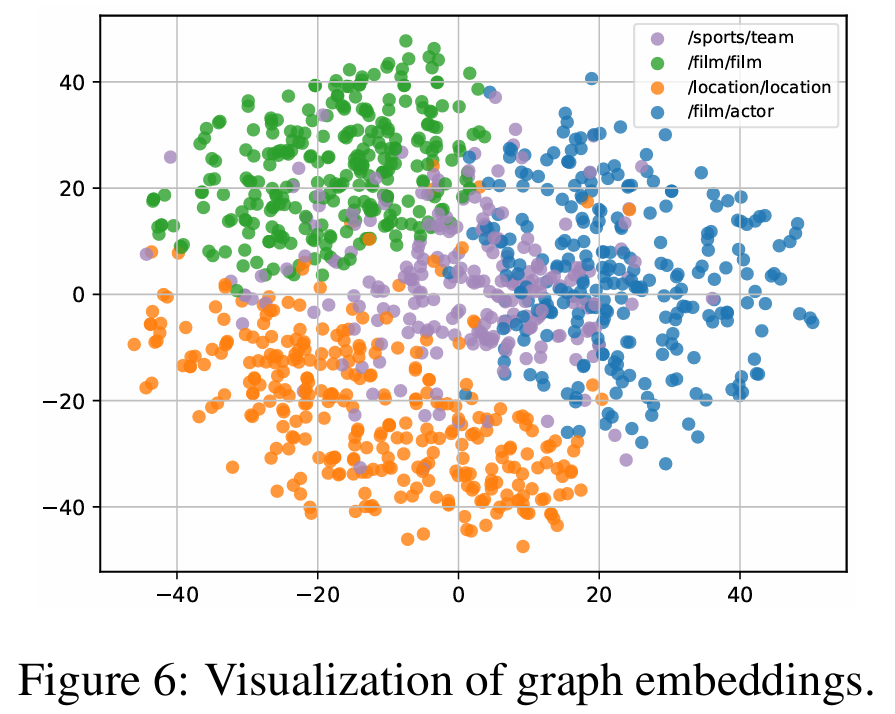 /sports/team
/film/film
/location/location
/film/actor
40
20
0
−20
−40
−40
−20
0
20
40
Figure 6: Visualization of graph embeddings.